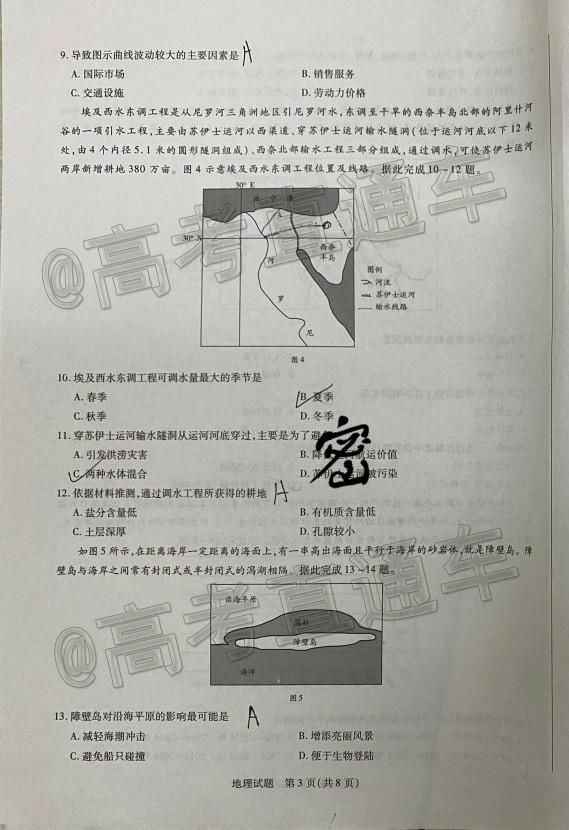 9. 导致图示曲线波动较大的主要因素是 A
A. 国际市场 B. 销售服务
C. 交通设施 D. 劳动力价格
埃及西水东调工程是从尼罗河三角洲地区引尼罗河水,东调至干旱的西奈半岛北部的阿里什河
谷的一项引水工程,主要由苏伊士运河以西渠道、穿苏伊士运河输水隧洞(位于运河河底以下12米
处,由4个内径5.1米的圆形隧洞组成)、西奈北部输水工程三部分组成,通过调水,可使苏伊士运河
两岸新增耕地380万亩。图4示意埃及西水东调工程位置及线路。据此完成10~12题。
30° E
地中海
30° N
西奈
半岛
河
罗
尼
图例
河流
苏伊士运河
输水线路
图4
10. 埃及西水东调工程可调水量最大的季节是
A. 春季 B. 夏季
C. 秋季 D. 冬季
11. 穿苏伊士运河输水隧洞从运河河底穿过,主要是为了避
A. 引发洪涝灾害 B. 降 航运价值
C. 两种水体混合 D. 苏伊士运 被污染
密
12. 依据材料推测,通过调水工程所获得的耕地 A
A. 盐分含量低 B. 有机质含量低
C. 土层深厚 D. 孔隙较小
如图5所示,在距离海岸一定距离的海面上,有一串高出海面且平行于海岸的砂岩体,就是障壁岛。障
壁岛与海岸之间常有封闭式或半封闭式的潟湖相隔。据此完成13~14题。
沿海平原
潟湖
障壁岛
海洋
图5
13. 障壁岛对沿海平原的影响最可能是 A
A. 减轻海潮冲击 B. 增添亮丽风景
C. 避免船只碰撞 D. 便于生物登陆
地理试题 第3页(共8页)
@高考直通车
@高考直通车